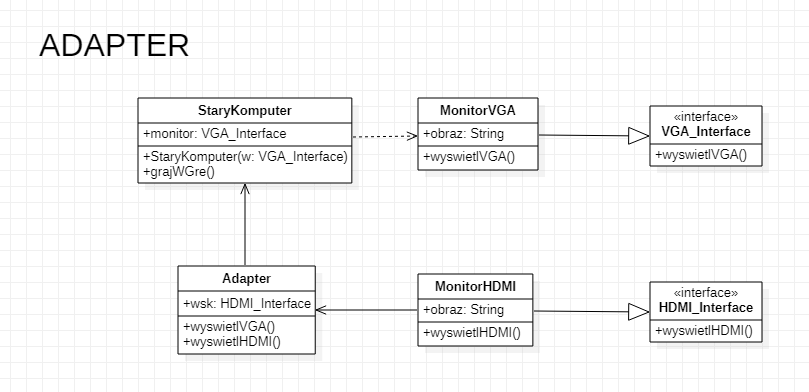 ADAPTER
StaryKomputer
+monitor: VGA_Interface
+StaryKomputer(w: VGA_Interface)
+grajWGre()
MonitorVGA
+obraz: String
+wyswietlVGA()
«interface»
VGA_Interface
+wyswietlVGA()
Adapter
+wsk: HDMI_Interface
+wyswietlVGA()
+wyswietlHDMI()
MonitorHDMI
+obraz: String
+wyswietlHDMI()
«interface»
HDMI_Interface
+wyswietlHDMI()